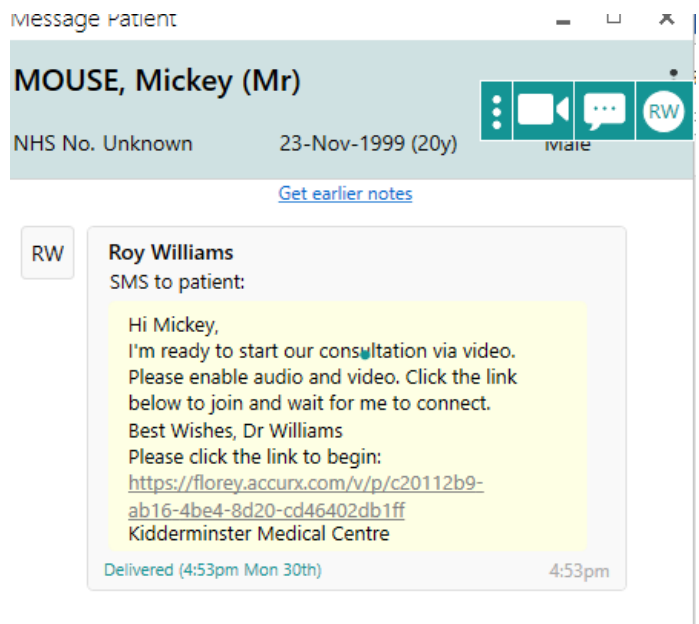 Message Patient
MOUSE, Mickey (Mr)
RW
NHS No. Unknown 23-Nov-1999 (20y) Male
Get earlier notes
RW
Roy Williams
SMS to patient:
Hi Mickey,
I'm ready to start our consultation via video.
Please enable audio and video. Click the link
below to join and wait for me to connect.
Best Wishes, Dr Williams
Please click the link to begin:
https://florey.accurx.com/v/p/c20112b9-
ab16-4be4-8d20-cd46402db1ff
Kidderminster Medical Centre
Delivered (4:53pm Mon 30th) 4:53pm